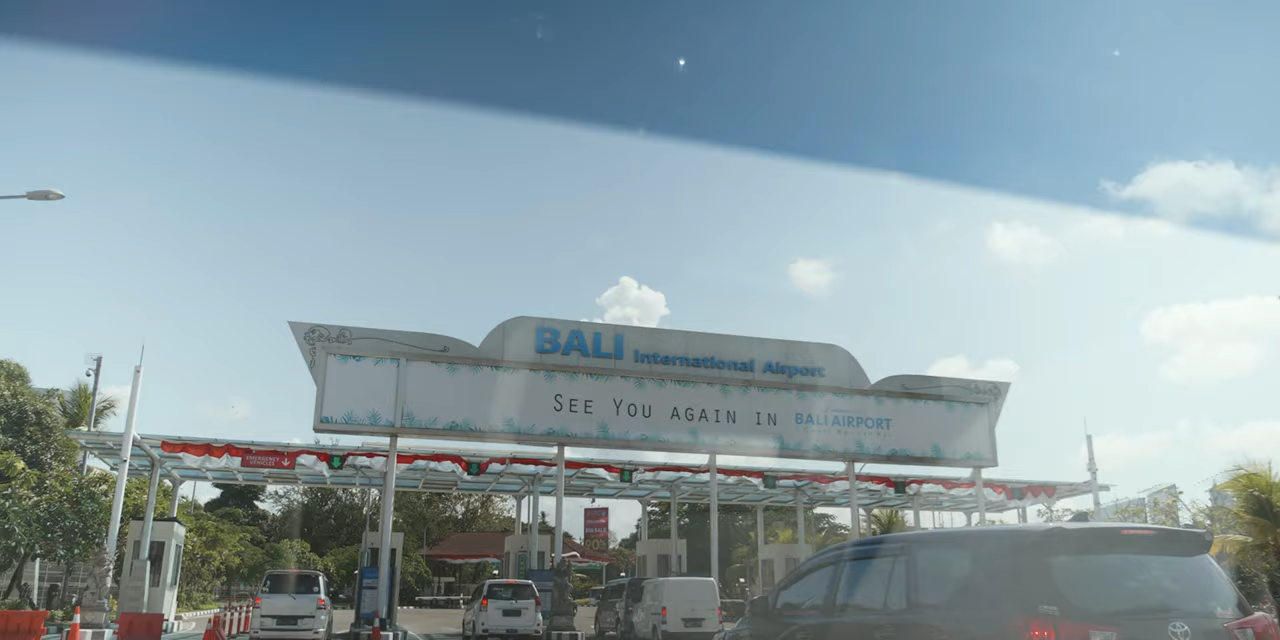 BALI International Airport
SEE YOU AGAIN IN BALI AIRPORT
EMERGENCY
VEHICLES